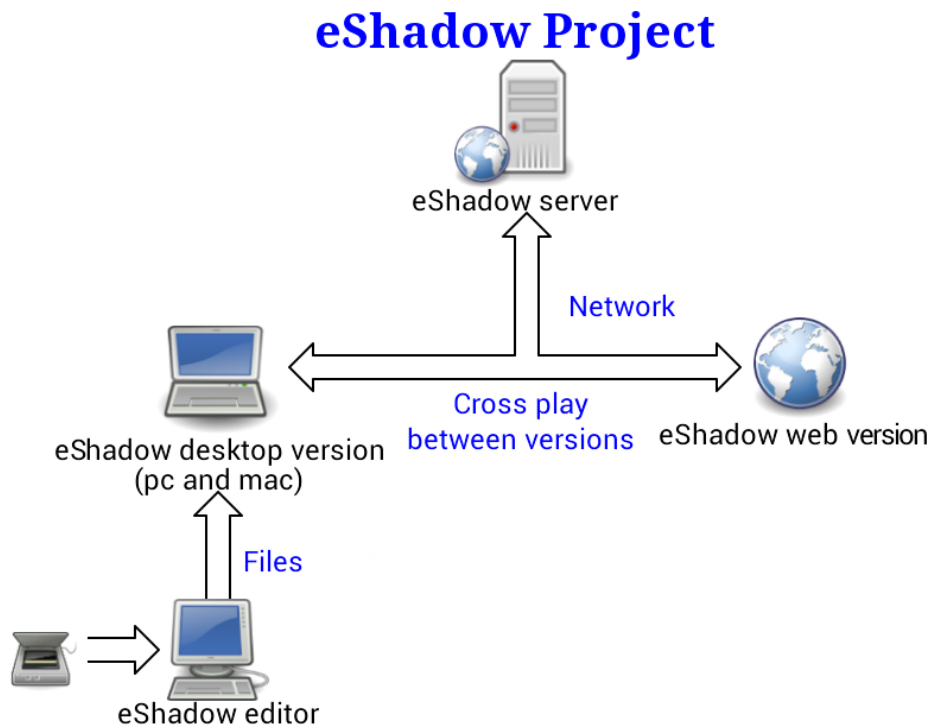 eShadow Project
eShadow server
Network
Cross play
between versions
eShadow web version
eShadow desktop version
(pc and mac)
Files
eShadow editor